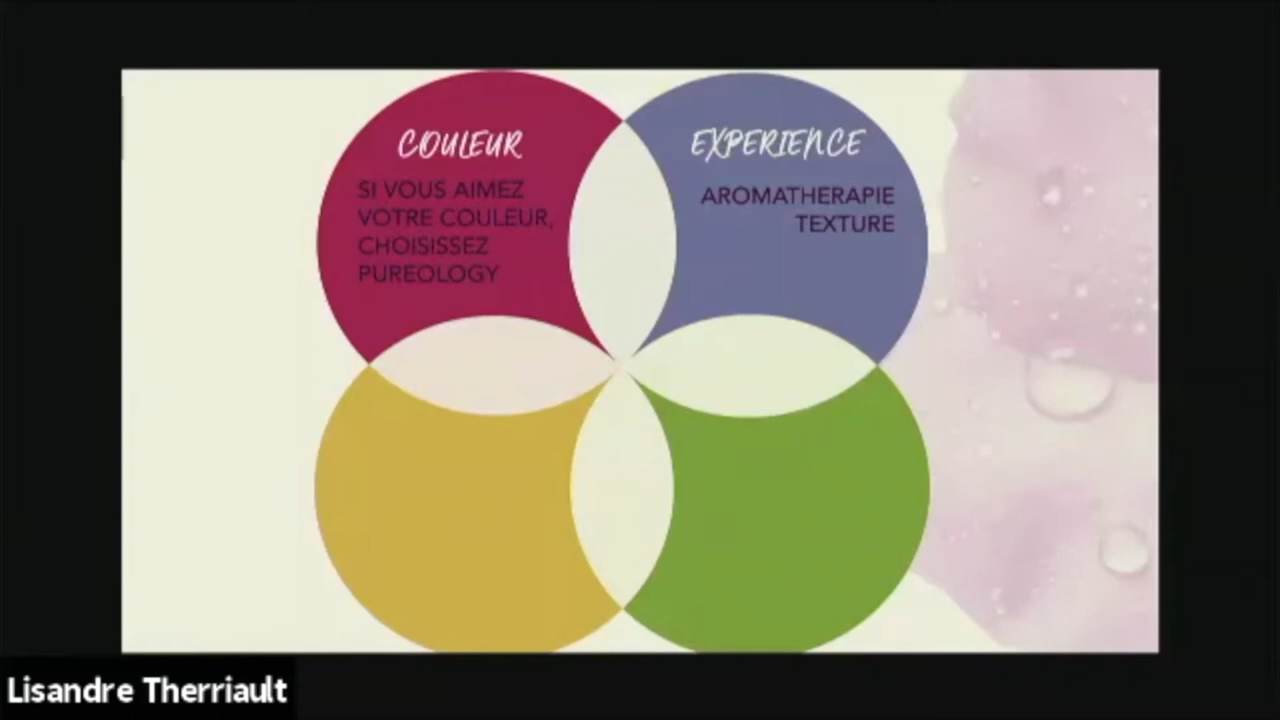 COULEUR
SI VOUS AIMEZ
VOTRE COULEUR,
CHOISISSEZ
PUREOLOGY
EXPERIENCE
AROMATHERAPIE
TEXTURE
Lisandre Therriault